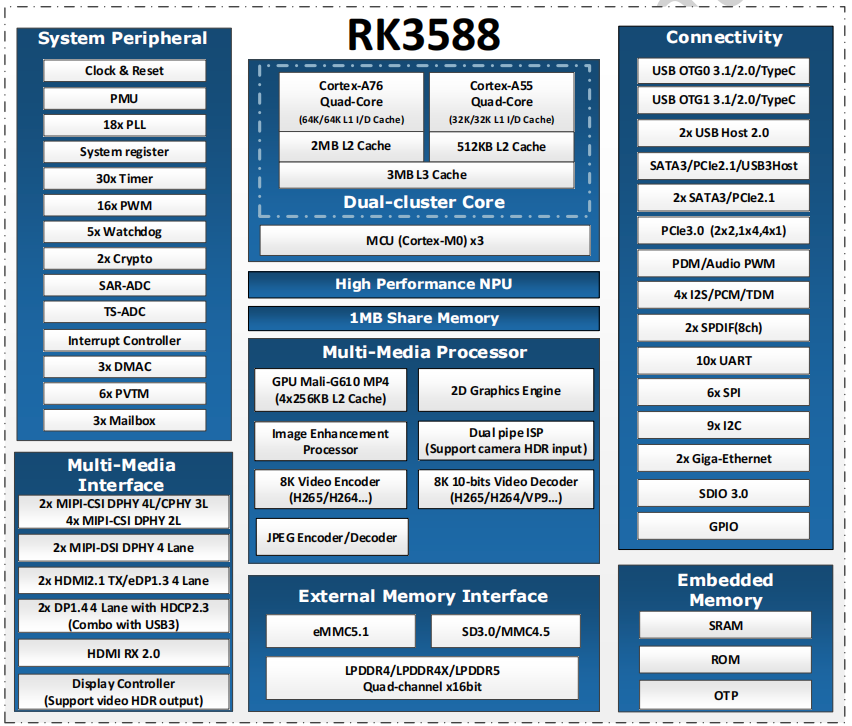 RK3588
System Peripheral
Clock & Reset
PMU
18x PLL
System register
30x Timer
16x PWM
5x Watchdog
2x Crypto
SAR-ADC
TS-ADC
Interrupt Controller
3x DMAC
6x PVTM
3x Mailbox
Multi-Media
Interface
2x MIPI-CSI DPHY 4L/CPHY 3L
4x MIPI-CSI DPHY 2L
2x MIPI-DSI DPHY 4 Lane
2x HDMI2.1 TX/eDP1.3 4 Lane
2x DP1.4 4 Lane with HDCP2.3
(Combo with USB3)
HDMI RX 2.0
Display Controller
(Support video HDR output)
Cortex-A76
Quad-Core
(64K/64K L1 I/D Cache)
2MB L2 Cache
Cortex-A55
Quad-Core
(32K/32K L1 I/D Cache)
512KB L2 Cache
3MB L3 Cache
Dual-cluster Core
MCU (Cortex-M0) x3
High Performance NPU
1MB Share Memory
Multi-Media Processor
GPU Mali-G610 MP4
(4x256KB L2 Cache)
2D Graphics Engine
Image Enhancement
Processor
Dual pipe ISP
(Support camera HDR input)
8K Video Encoder
(H265/H264...)
8K 10-bits Video Decoder
(H265/H264/VP9...)
JPEG Encoder/Decoder
External Memory Interface
eMMC5.1
SD3.0/MMC4.5
LPDDR4/LPDDR4X/LPDDR5
Quad-channel x16bit
Connectivity
USB OTG0 3.1/2.0/TypeC
USB OTG1 3.1/2.0/TypeC
2x USB Host 2.0
SATA3/PCIe2.1/USB3Host
2x SATA3/PCIe2.1
PCIe3.0 (2x2,1x4,4x1)
PDM/Audio PWM
4x I2S/PCM/TDM
2x SPDIF(8ch)
10x UART
6x SPI
9x I2C
2x Giga-Ethernet
SDIO 3.0
GPIO
Embedded
Memory
SRAM
ROM
OTP